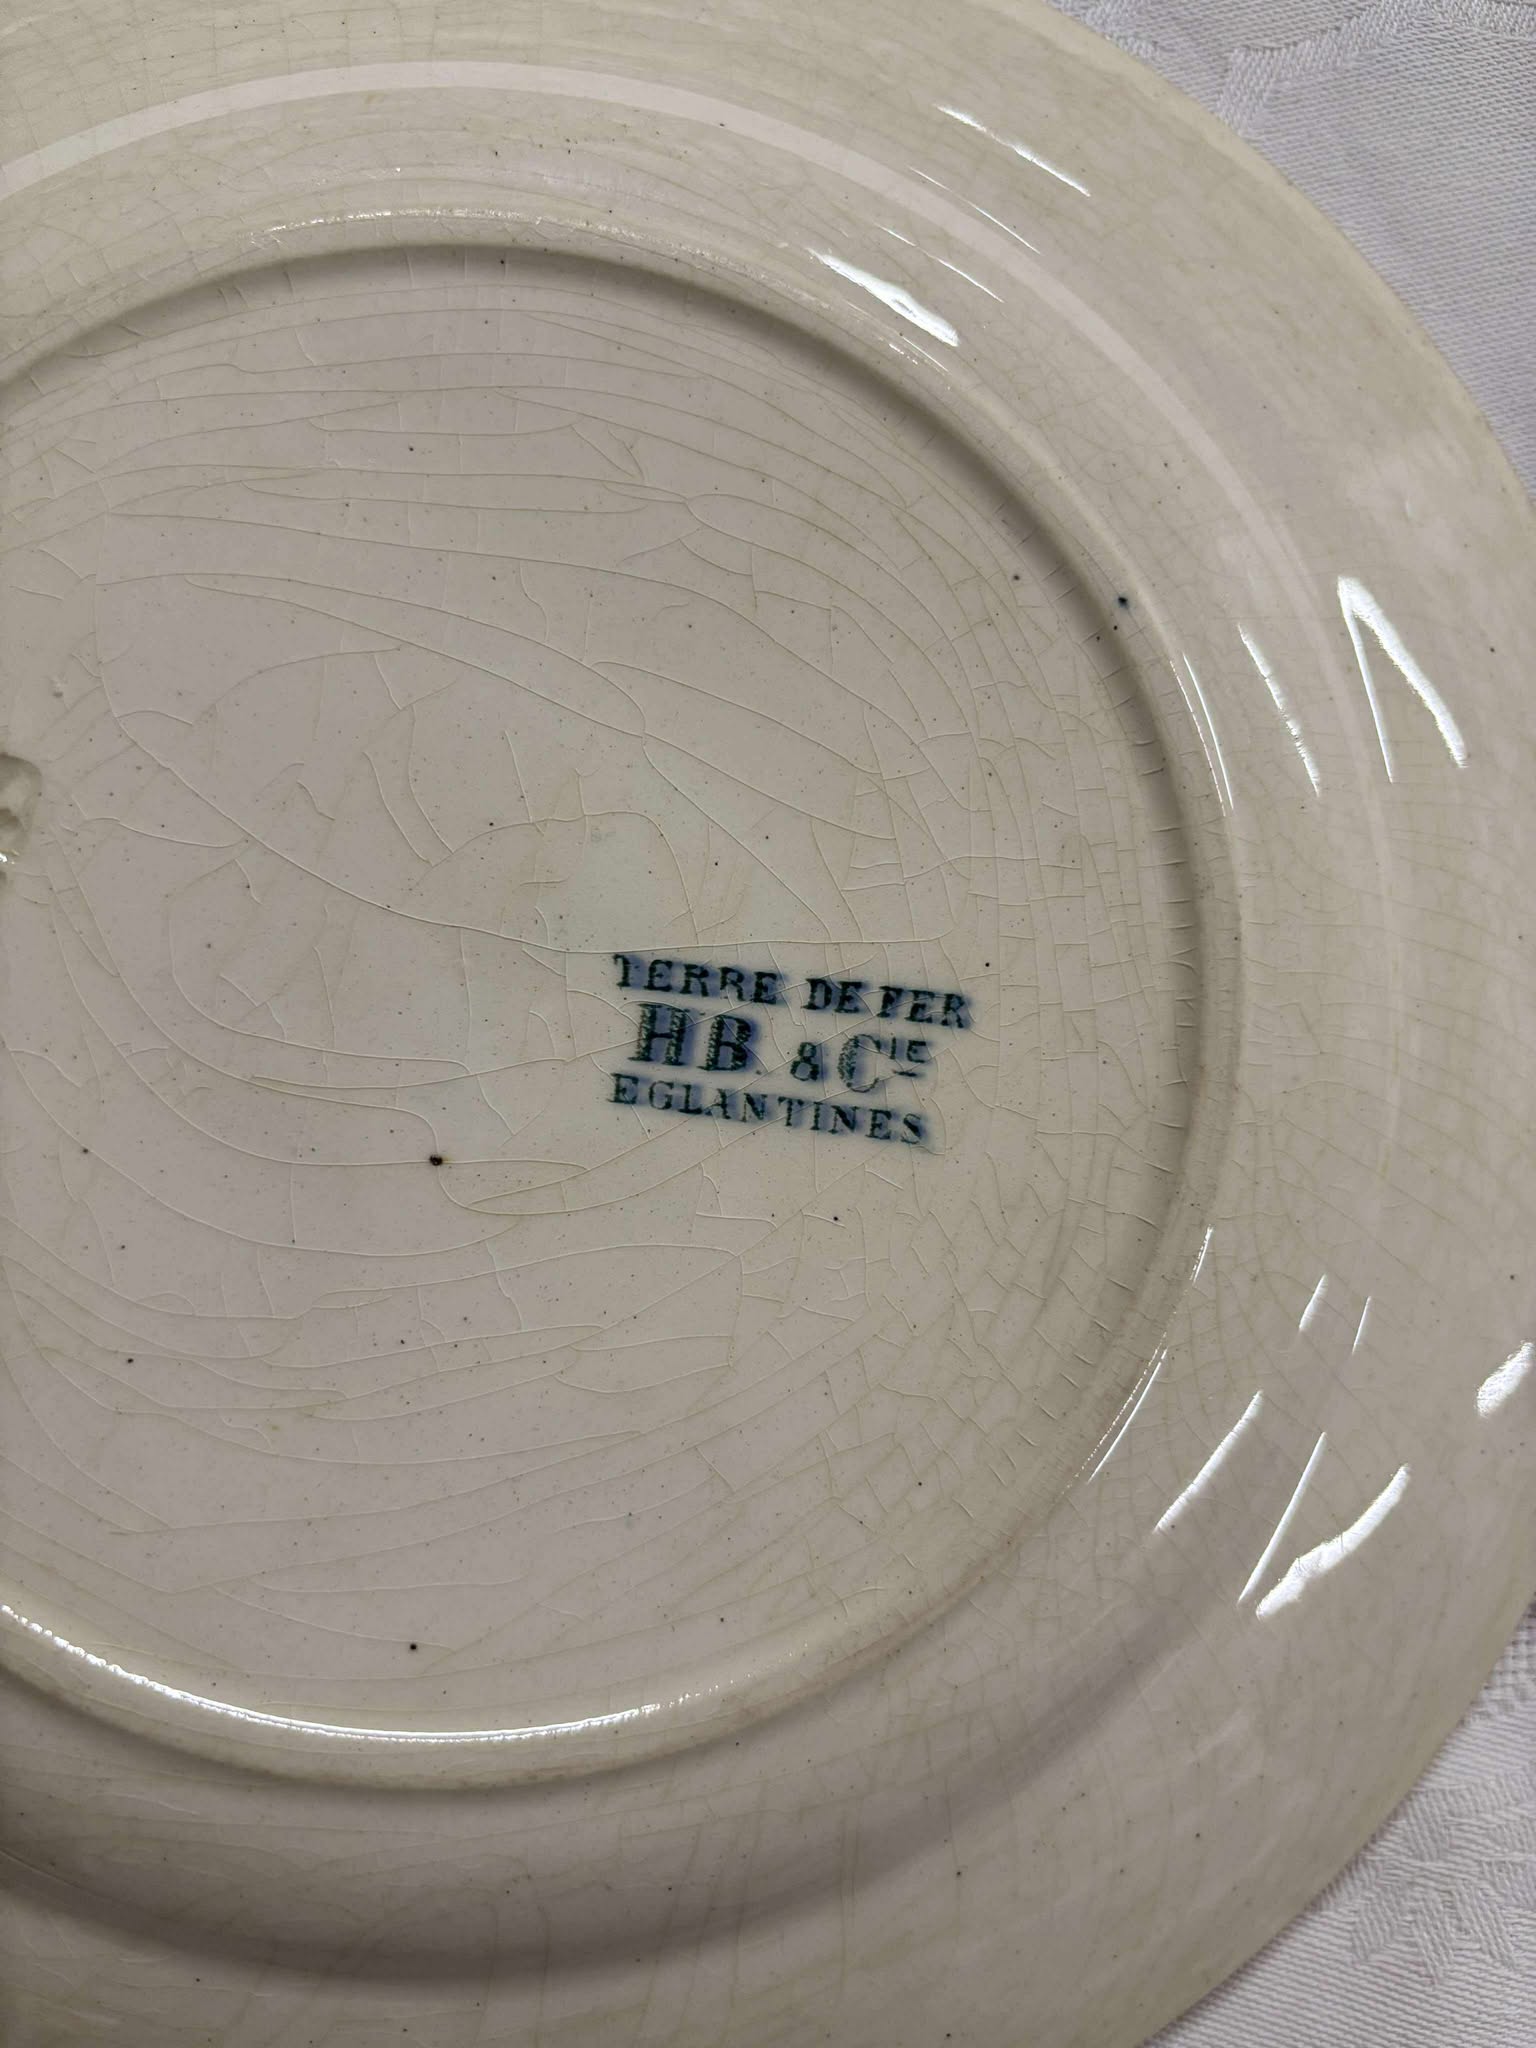 TERRE DE FER
HB. & CIE
EGLANTINES